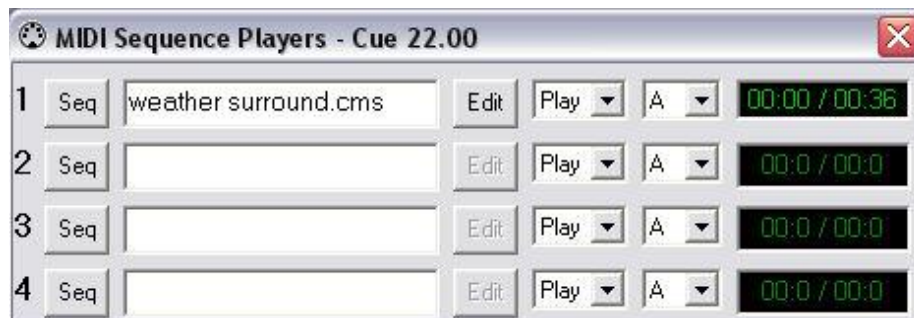 MIDI Sequence Players - Cue 22.00
1 Seq weather surround.cms Edit Play A 00:00 / 00:36
2 Seq Edit Play A 00:0 / 00:0
3 Seq Edit Play A 00:0 / 00:0
4 Seq Edit Play A 00:0 / 00:0